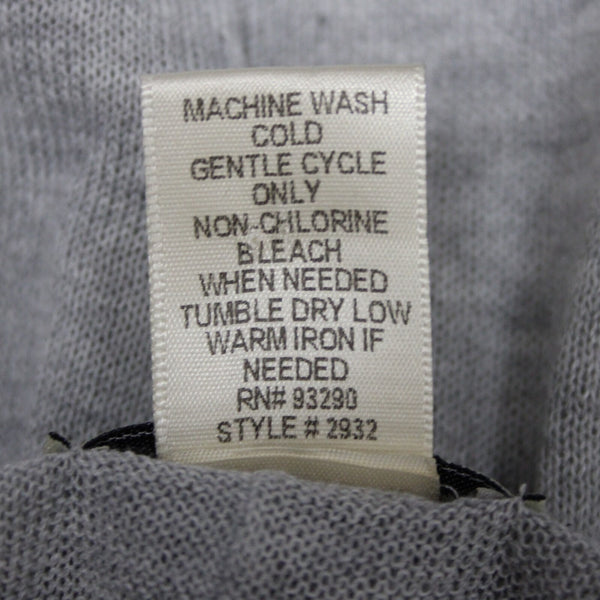 MACHINE WASH
COLD
GENTLE CYCLE
ONLY
NON-CHLORINE
BLEACH
WHEN NEEDED
TUMBLE DRY LOW
WARM IRON IF
NEEDED
RN# 93290
STYLE # 2932